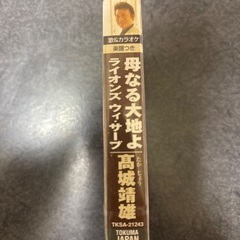 歌&カラオケ
楽譜つき
母なる大地よ
ライオンズ ウィ・サーブ
髙城靖雄
TKSA-21243
TOKUMA
JAPAN